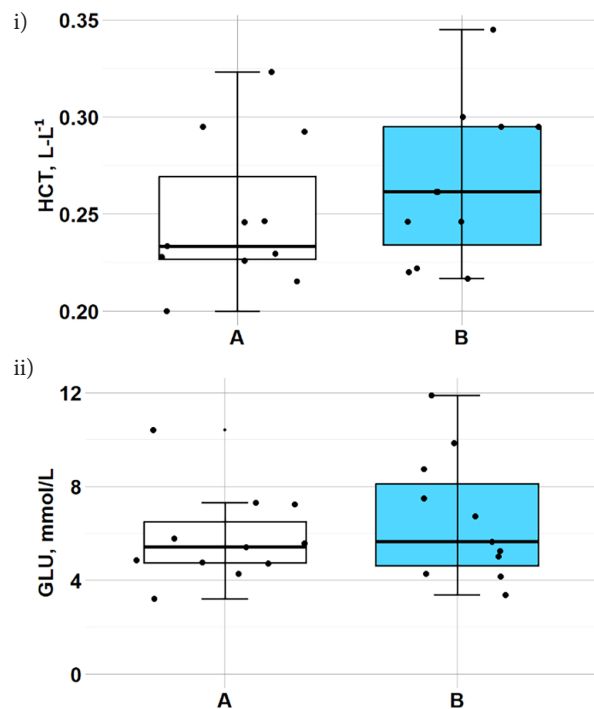 i)
0.35
0.30
0.25
0.20
HCT, L-L⁻¹
A B
ii)
12
8
4
0
GLU, mmol/L
A B